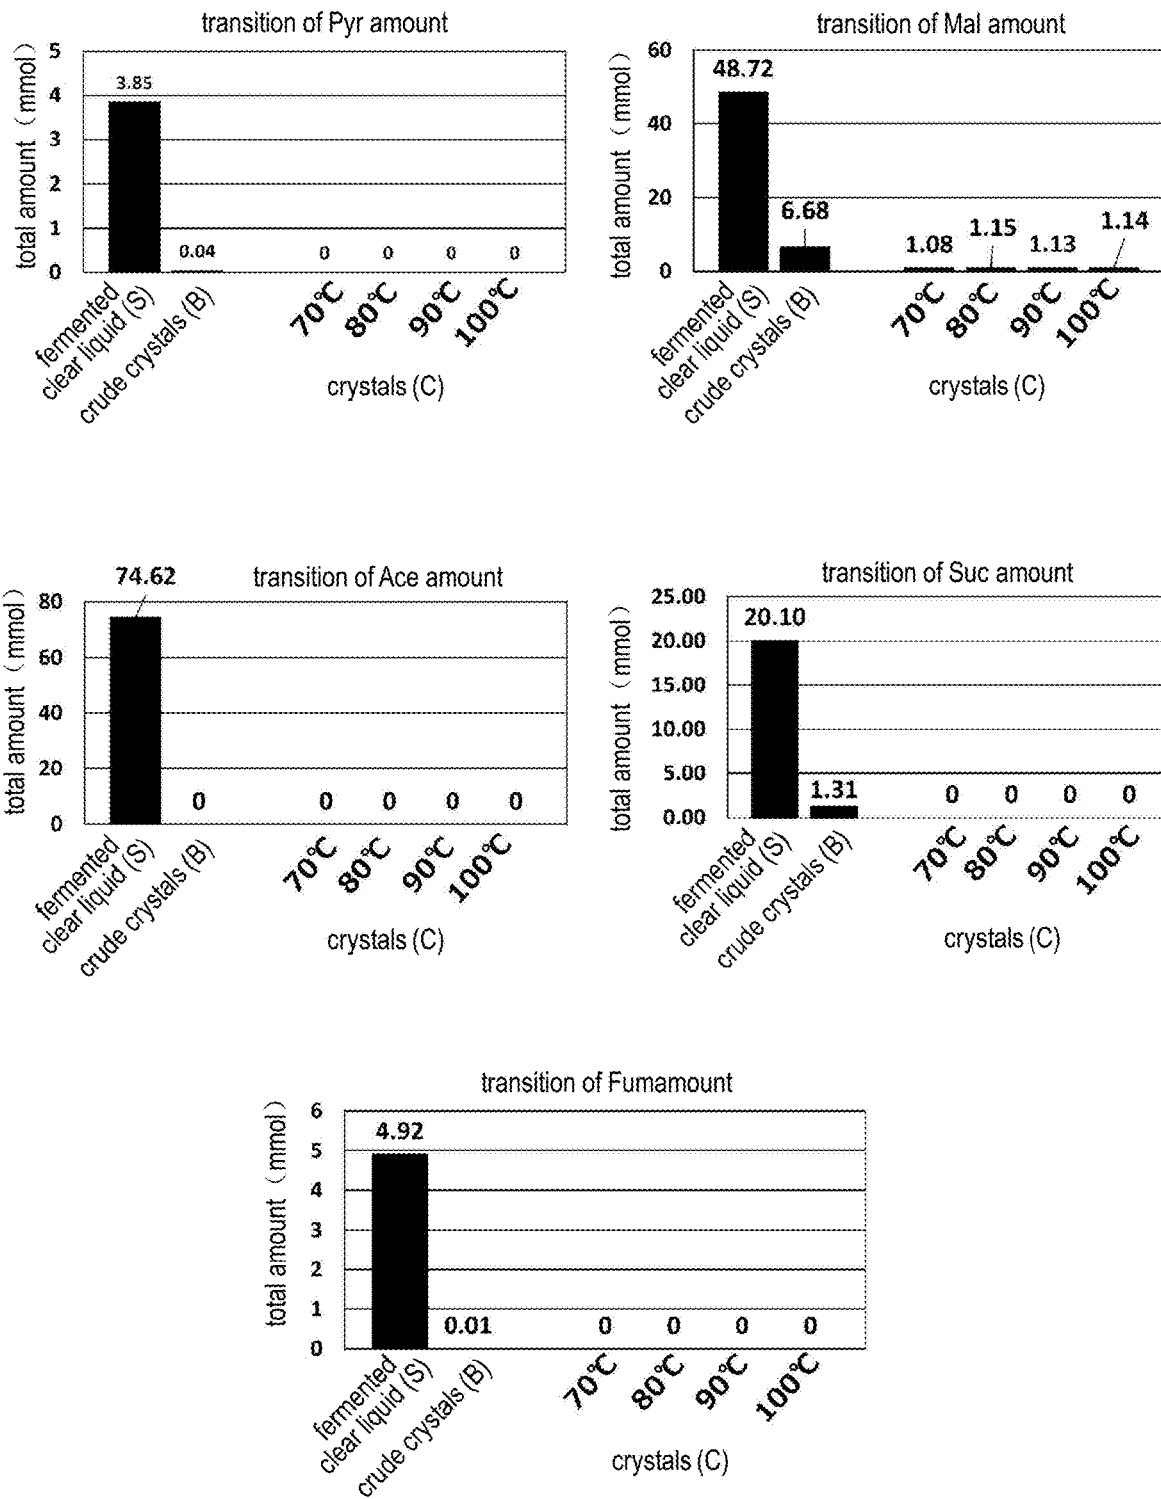 transition of Pyr amount
total amount（mmol）
5
4
3
2
1
0
3.85
0.04
0
0
0
0
fermented
clear liquid (S)
crude crystals (B)
70℃
80℃
90℃
100℃
crystals (C)
transition of Mal amount
total amount（mmol）
60
40
20
0
48.72
6.68
1.08
1.15
1.13
1.14
fermented
clear liquid (S)
crude crystals (B)
70℃
80℃
90℃
100℃
crystals (C)
transition of Ace amount
total amount（mmol）
80
60
40
20
0
74.62
0
0
0
0
0
fermented
clear liquid (S)
crude crystals (B)
70℃
80℃
90℃
100℃
crystals (C)
transition of Suc amount
total amount（mmol）
25.00
20.00
15.00
10.00
5.00
0.00
20.10
1.31
0
0
0
0
fermented
clear liquid (S)
crude crystals (B)
70℃
80℃
90℃
100℃
crystals (C)
transition of Fumamount
total amount（mmol）
6
5
4
3
2
1
0
4.92
0.01
0
0
0
0
fermented
clear liquid (S)
crude crystals (B)
70℃
80℃
90℃
100℃
crystals (C)